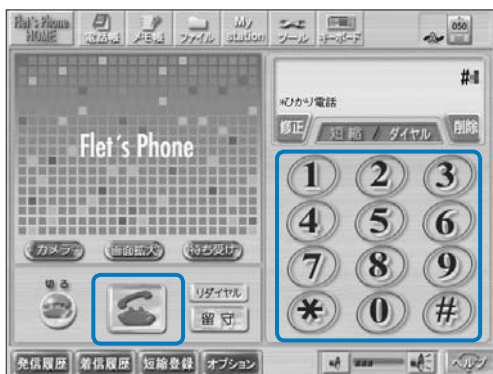 Flet's Phone HOME 電話帳 メモ帳 ファイル My station ツール キーボード 050
#
*ひかり電話
修正 短縮 / ダイヤル 削除
Flet's Phone
1 2 3
4 5 6
7 8 9
* 0 #
カメラ 画面拡大 待ち受け
切る
リダイヤル
留守
発信履歴 着信履歴 短縮登録 オプション ヘルプ